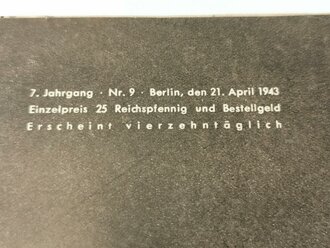 7. Jahrgang · Nr. 9 · Berlin, den 21. April 1943
Einzelpreis 25 Reichspfennig und Bestellgeld
Erscheint vierzehntäglich